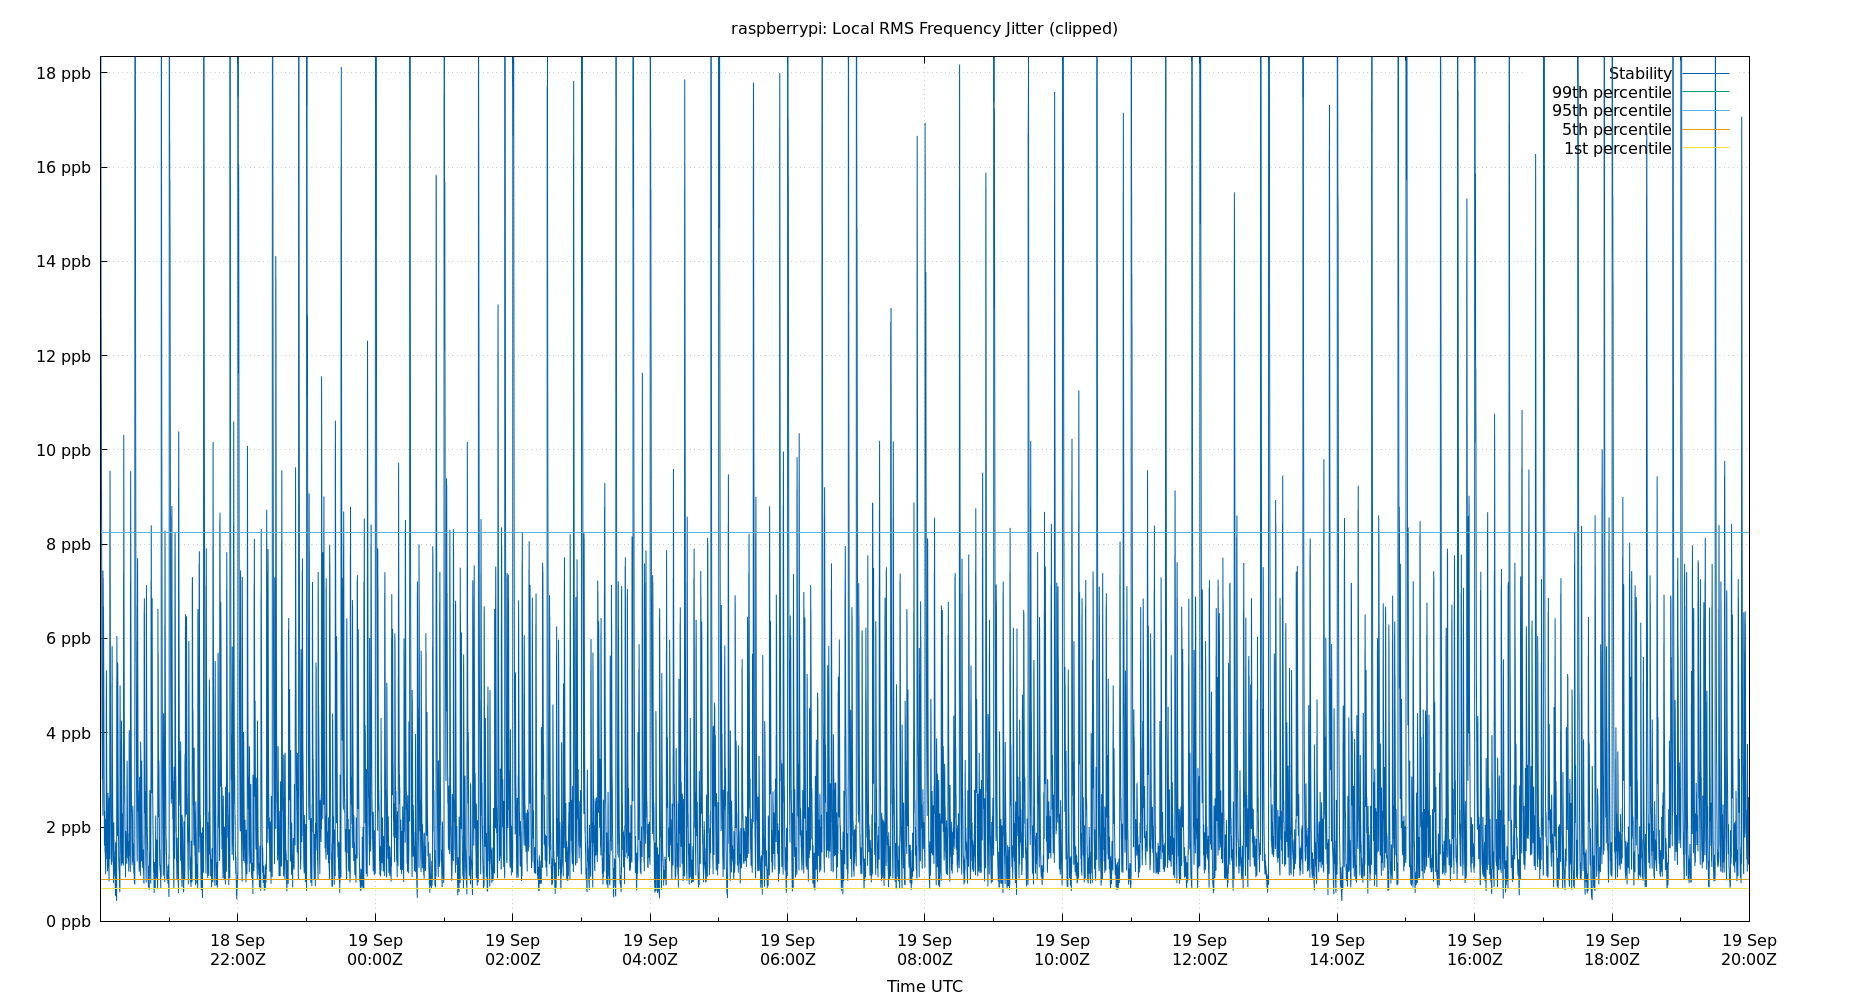 raspberrypi: Local RMS Frequency Jitter (clipped)
18 ppb
16 ppb
14 ppb
12 ppb
10 ppb
8 ppb
6 ppb
4 ppb
2 ppb
0 ppb
Stability
99th percentile
95th percentile
5th percentile
1st percentile
18 Sep 19 Sep 19 Sep 19 Sep 19 Sep 19 Sep 19 Sep 19 Sep 19 Sep 19 Sep 19 Sep 19 Sep
22:00Z 00:00Z 02:00Z 04:00Z 06:00Z 08:00Z 10:00Z 12:00Z 14:00Z 16:00Z 18:00Z 20:00Z
Time UTC